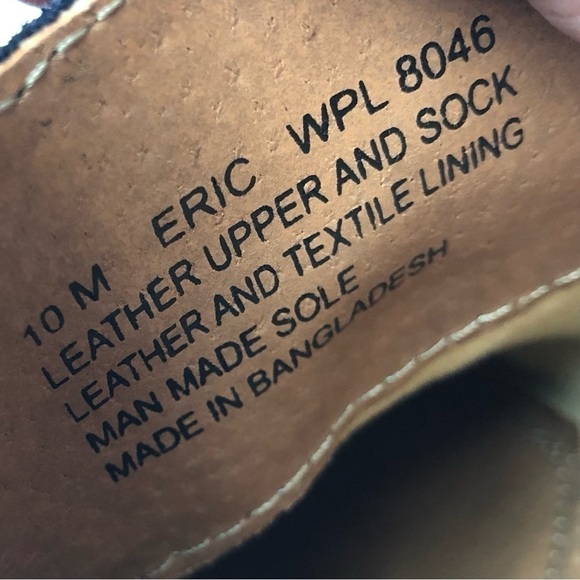 10 M ERIC WPL 8046
LEATHER UPPER AND SOCK
LEATHER AND TEXTILE LINING
MAN MADE SOLE
MADE IN BANGLADESH